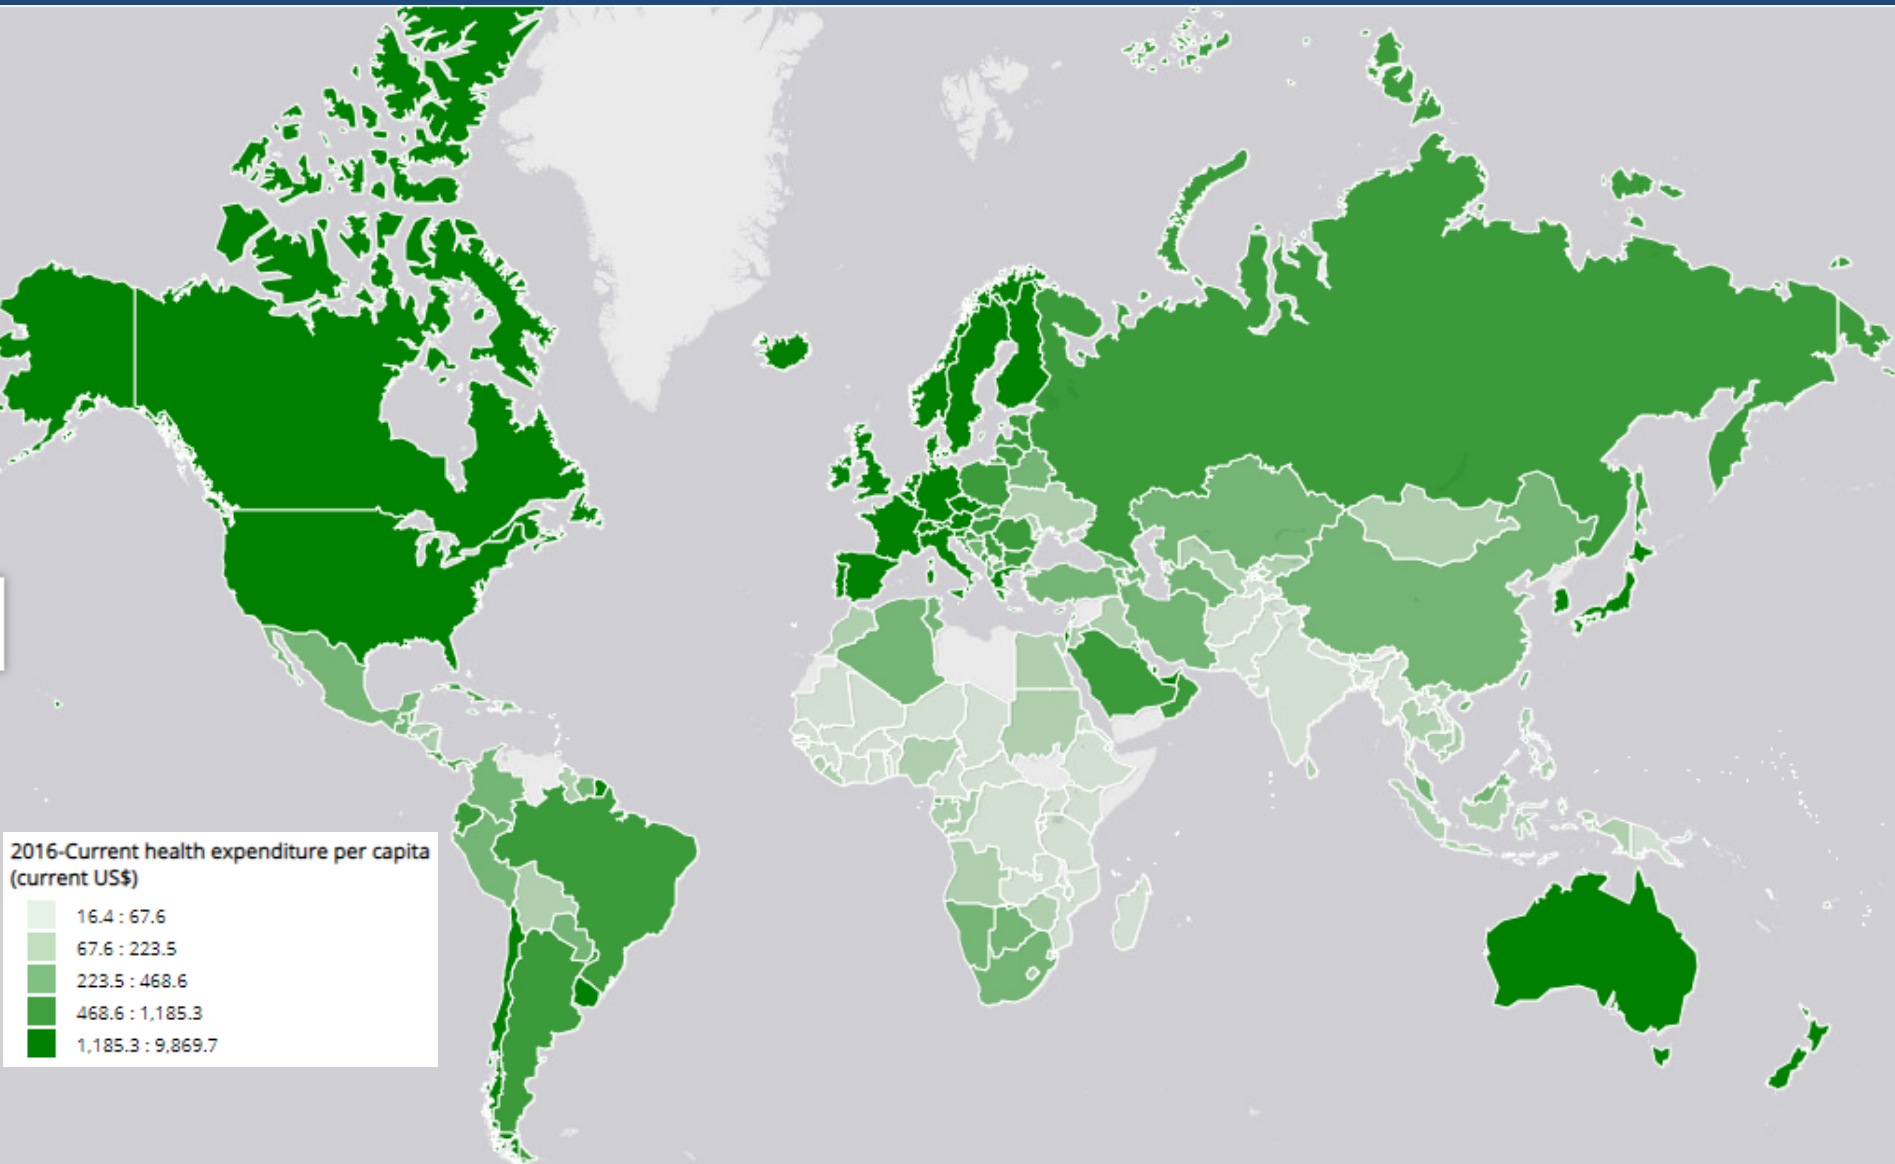 2016-Current health expenditure per capita
(current US$)
16.4 : 67.6
67.6 : 223.5
223.5 : 468.6
468.6 : 1,185.3
1,185.3 : 9,869.7